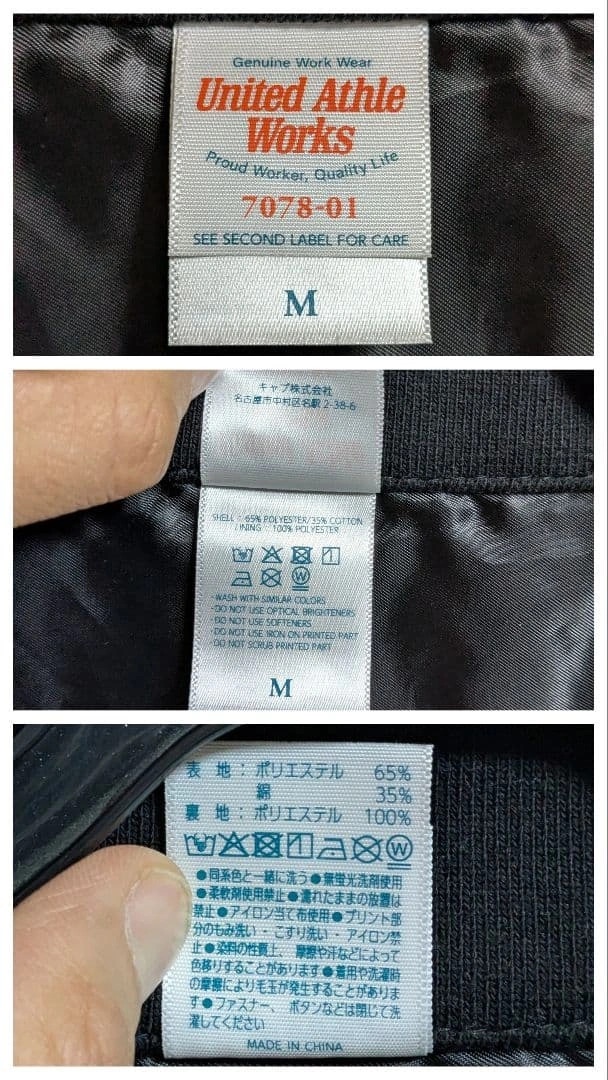 Genuine Work Wear
United Athle
Works
Proud Worker, Quality Life
7078-01
SEE SECOND LABEL FOR CARE
M
キャブ株式会社
名古屋市中村区名駅 2-38-6
SHELL : 65% POLYESTER/35% COTTON
LINING : 100% POLYESTER
・WASH WITH SIMILAR COLORS
・DO NOT USE OPTICAL BRIGHTENERS
・DO NOT USE SOFTENERS
・DO NOT USE IRON ON PRINTED PART
・DO NOT SCRUB PRINTED PART
M
表 地 : ポリエステル 65%
綿 35%
裏 地 : ポリエステル 100%
●同系色と一緒に洗う●無蛍光洗剤使用
●柔軟剤使用禁止●濡れたままの放置は
禁止●アイロン当て布使用●プリント部
分のもみ洗い・こすり洗い・アイロン禁
止●染料の性質上、摩擦や汗などによって
色移りすることがあります●着用や洗濯時
の摩擦により毛玉が発生することがありま
す●ファスナー、ボタンなどは閉じて洗
濯してください
MADE IN CHINA